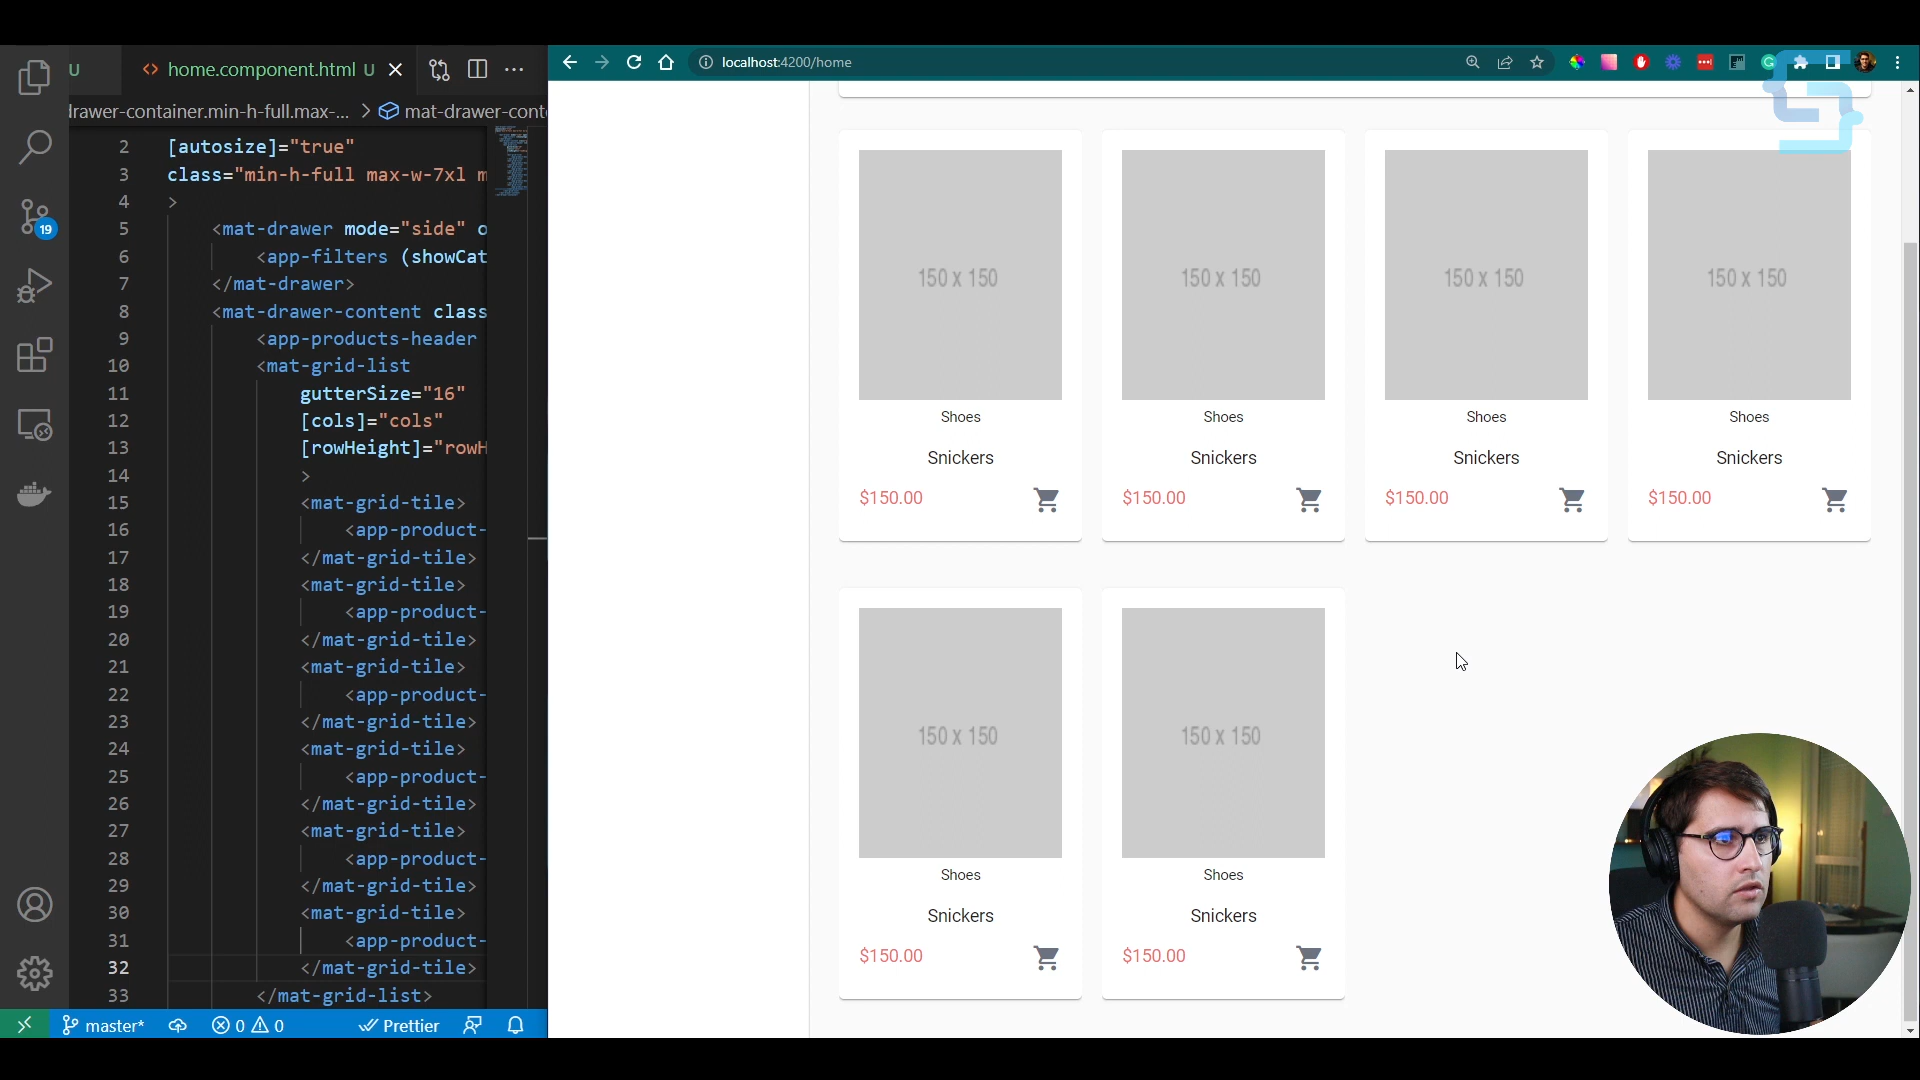 U
<> home.component.html U
localhost:4200/home
drawer-container.min-h-full.max-... > mat-drawer-cont
2 [autosize]="true"
3 class="min-h-full max-w-7xl m
4 >
5 <mat-drawer mode="side" o
6 <app-filters (showCat
7 </mat-drawer>
8 <mat-drawer-content class
9 <app-products-header
10 <mat-grid-list
11 gutterSize="16"
12 [cols]="cols"
13 [rowHeight]="rowH
14 >
15 <mat-grid-tile>
16 <app-product-
17 </mat-grid-tile>
18 <mat-grid-tile>
19 <app-product-
20 </mat-grid-tile>
21 <mat-grid-tile>
22 <app-product-
23 </mat-grid-tile>
24 <mat-grid-tile>
25 <app-product-
26 </mat-grid-tile>
27 <mat-grid-tile>
28 <app-product-
29 </mat-grid-tile>
30 <mat-grid-tile>
31 <app-product-
32 </mat-grid-tile>
33 </mat-grid-list>
19
master* 0 0 Prettier
150 x 150 150 x 150 150 x 150 150 x 150
Shoes Shoes Shoes Shoes
Snickers Snickers Snickers Snickers
$150.00 $150.00 $150.00 $150.00
150 x 150 150 x 150
Shoes Shoes
Snickers Snickers
$150.00 $150.00